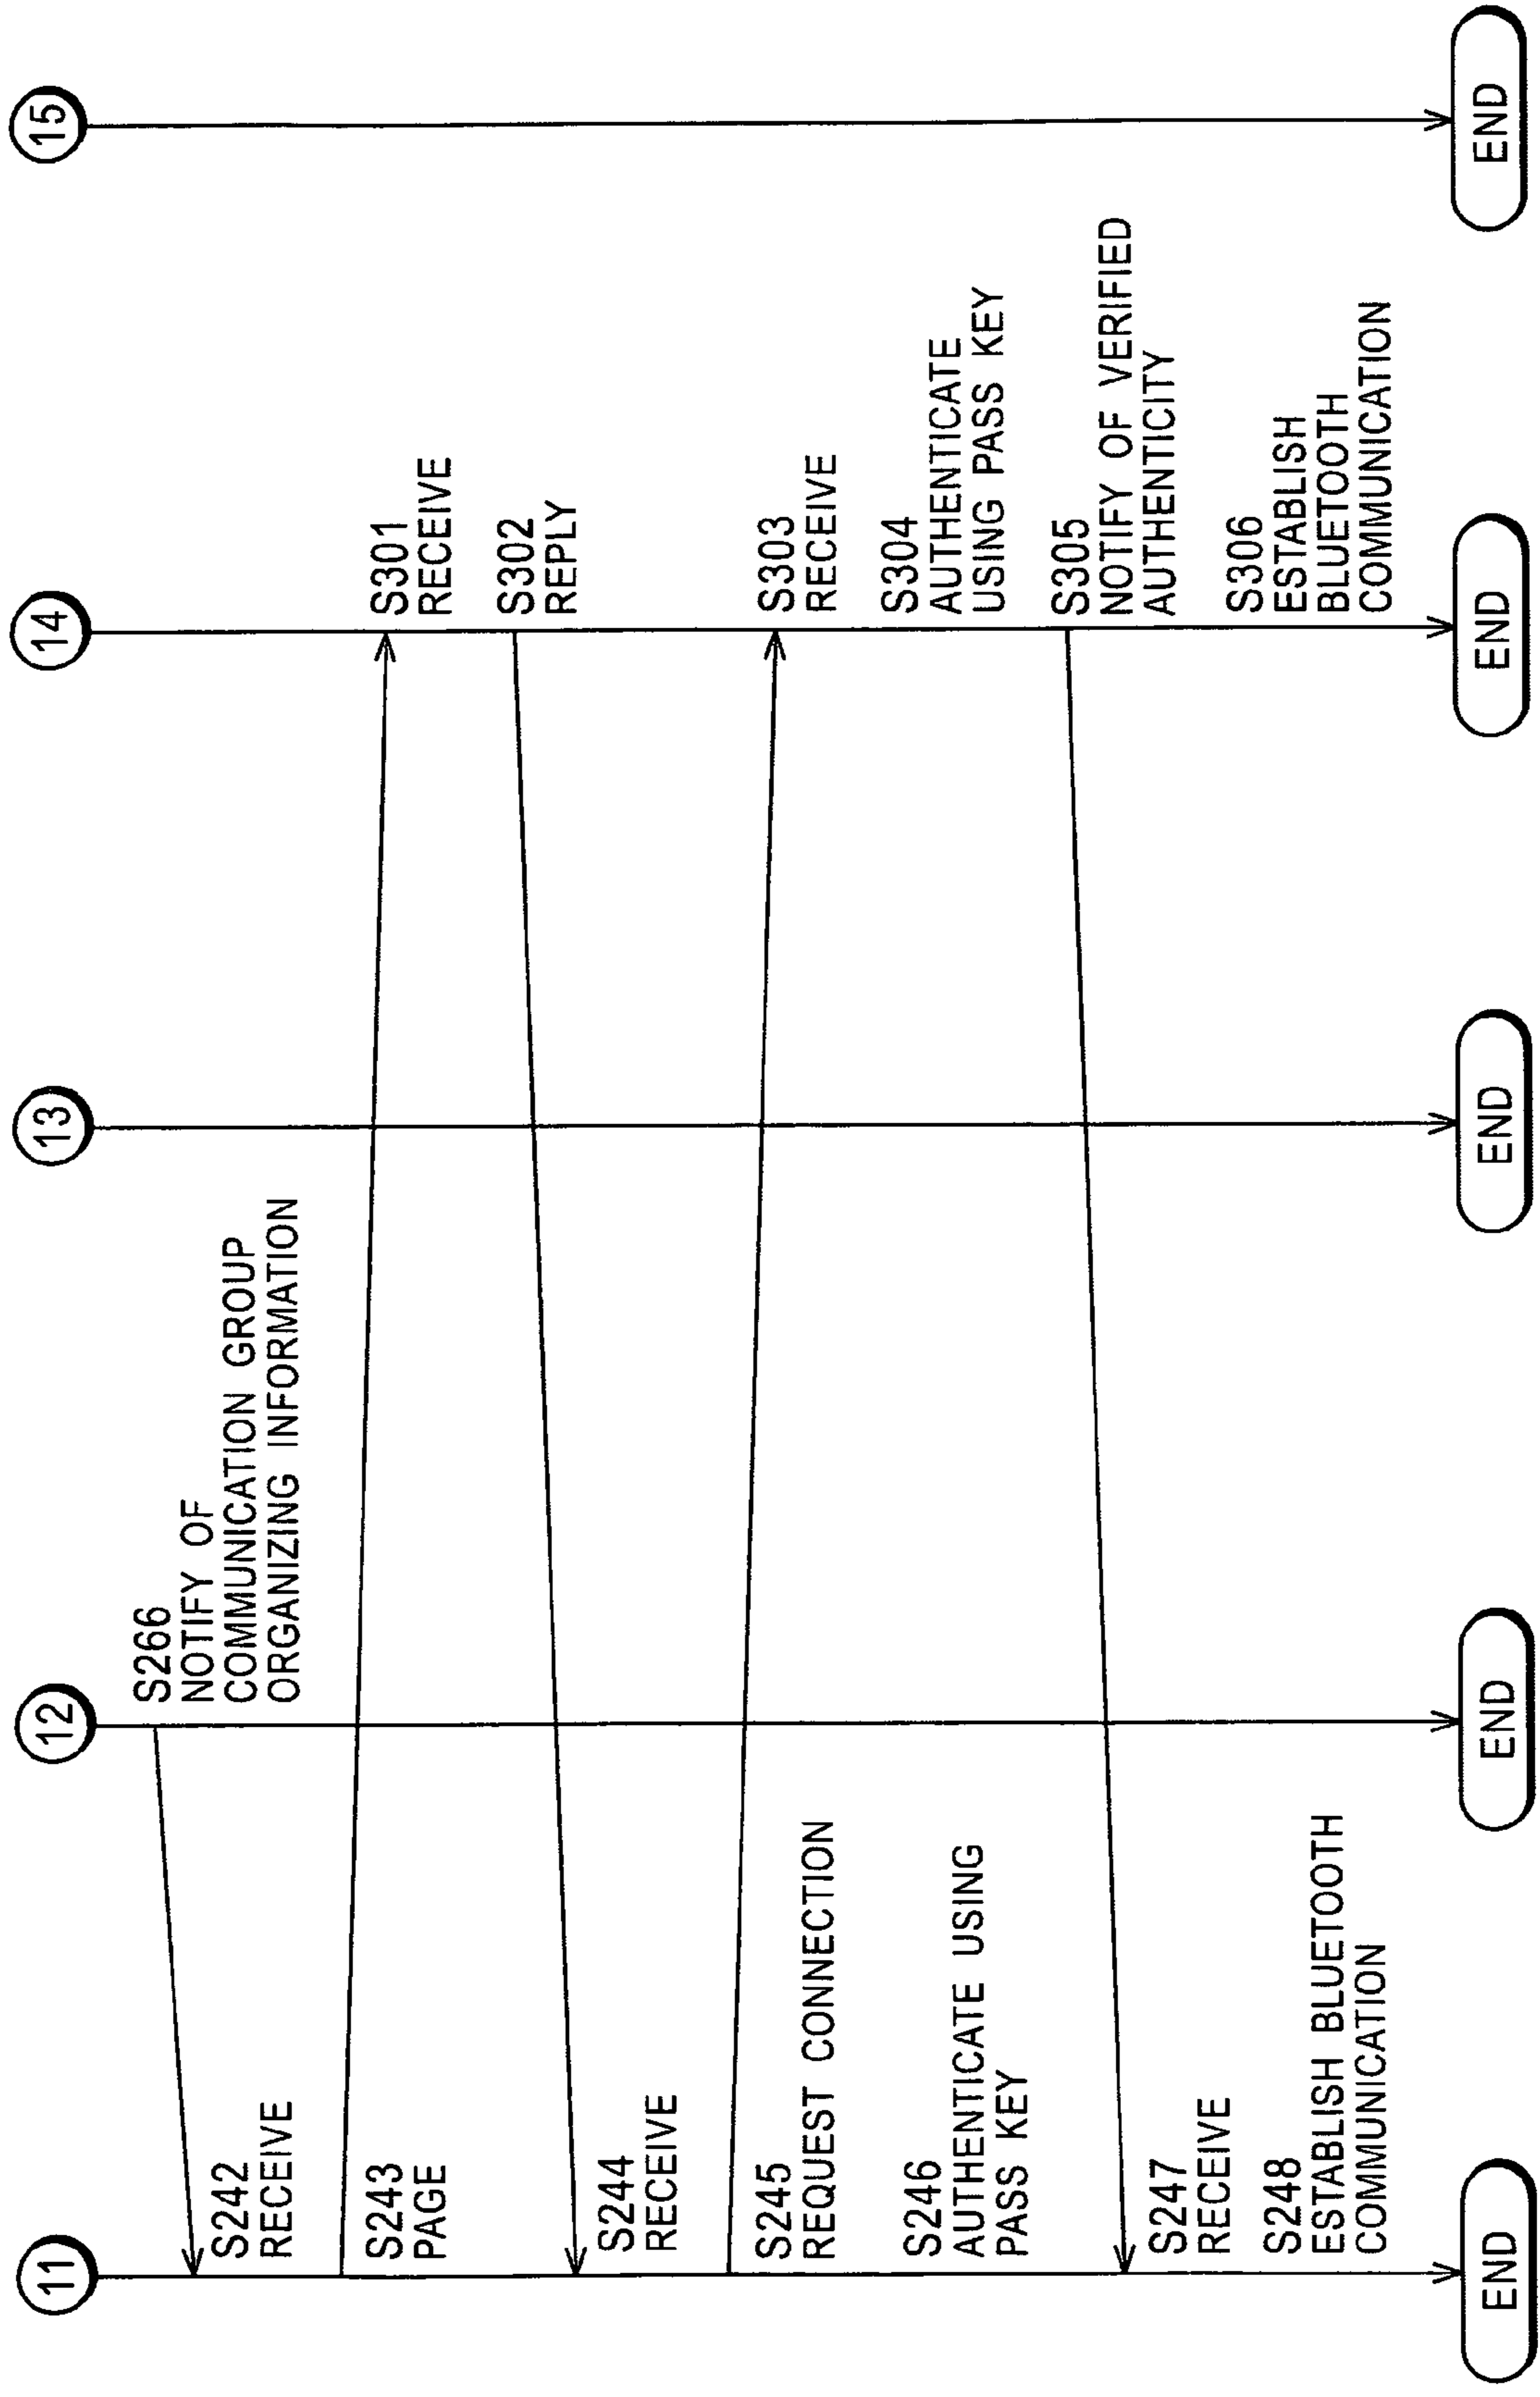 11
12
13
14
15
S266
NOTIFY OF
COMMUNICATION GROUP
ORGANIZING INFORMATION
S242
RECEIVE
S243
PAGE
S301
RECEIVE
S302
REPLY
S244
RECEIVE
S245
REQUEST CONNECTION
S303
RECEIVE
S304
AUTHENTICATE
USING PASS KEY
S246
AUTHENTICATE USING
PASS KEY
S305
NOTIFY OF VERIFIED
AUTHENTICITY
S247
RECEIVE
S248
ESTABLISH BLUETOOTH
COMMUNICATION
S306
ESTABLISH
BLUETOOTH
COMMUNICATION
END
END
END
END
END